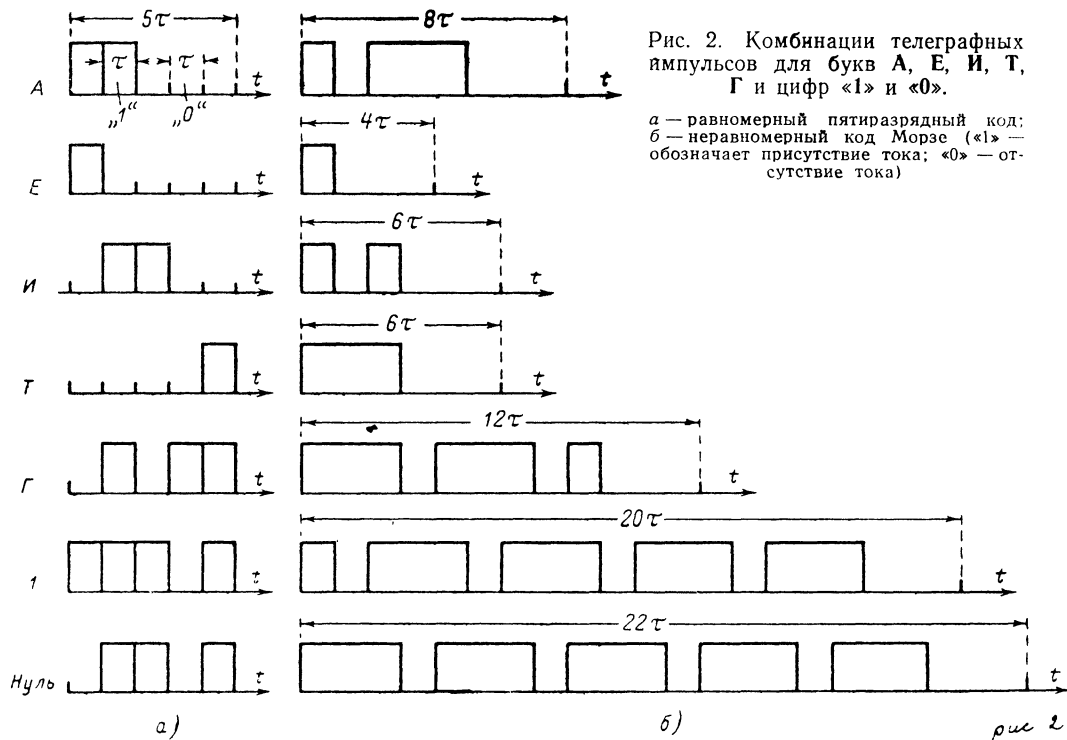 Рис. 2. Комбинации телеграфных
импульсов для букв А, Е, И, Т,
Г и цифр «1» и «0».
а — равномерный пятиразрядный код;
б — неравномерный код Морзе («1» —
обозначает присутствие тока; «0» — от-
сутствие тока)
5τ 8τ
А τ τ t t
„1“ „0“
4τ
Е t t
6τ
И t t
6τ
Т t t
12τ
Г t t
20τ
1 t t
22τ
Нуль t t
а) б) рис 2